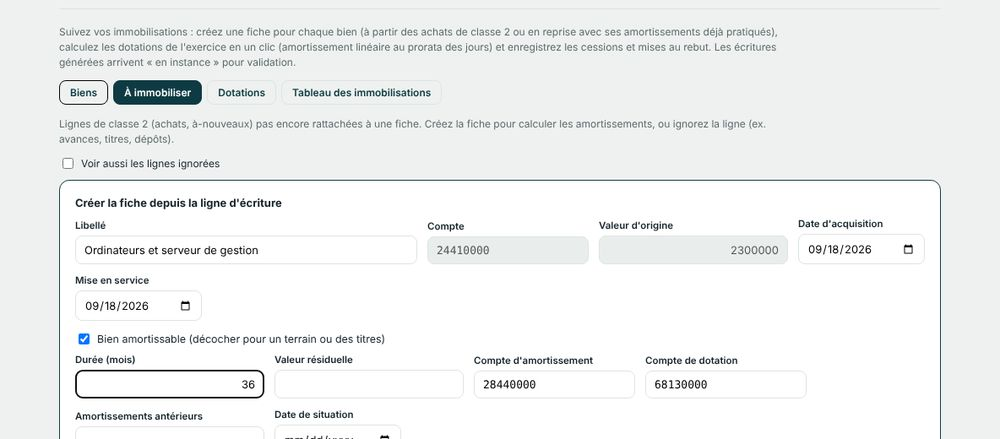 Suivez vos immobilisations : créez une fiche pour chaque bien (à partir des achats de classe 2 ou en reprise avec ses amortissements déjà pratiqués),
calculez les dotations de l'exercice en un clic (amortissement linéaire au prorata des jours) et enregistrez les cessions et mises au rebut. Les écritures
générées arrivent « en instance » pour validation.
Biens À immobiliser Dotations Tableau des immobilisations
Lignes de classe 2 (achats, à-nouveaux) pas encore rattachées à une fiche. Créez la fiche pour calculer les amortissements, ou ignorez la ligne (ex.
avances, titres, dépôts).
Voir aussi les lignes ignorées
Créer la fiche depuis la ligne d'écriture
Libellé Compte Valeur d'origine Date d'acquisition
Ordinateurs et serveur de gestion 24410000 2300000 09/18/2026
Mise en service
09/18/2026
Bien amortissable (décocher pour un terrain ou des titres)
Durée (mois) Valeur résiduelle Compte d'amortissement Compte de dotation
36 28440000 68130000
Amortissements antérieurs Date de situation
mm/dd/yyyy